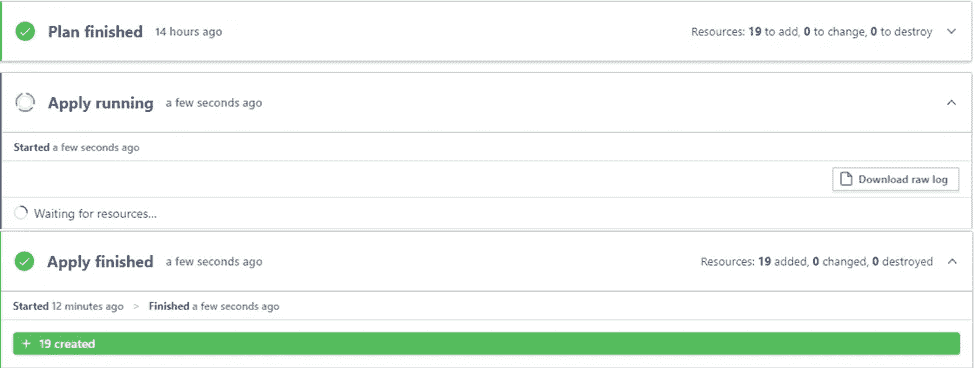 Plan finished 14 hours ago Resources: 19 to add, 0 to change, 0 to destroy
Apply running a few seconds ago
Started a few seconds ago
Download raw log
Waiting for resources...
Apply finished a few seconds ago Resources: 19 added, 0 changed, 0 destroyed
Started 12 minutes ago > Finished a few seconds ago
+ 19 created